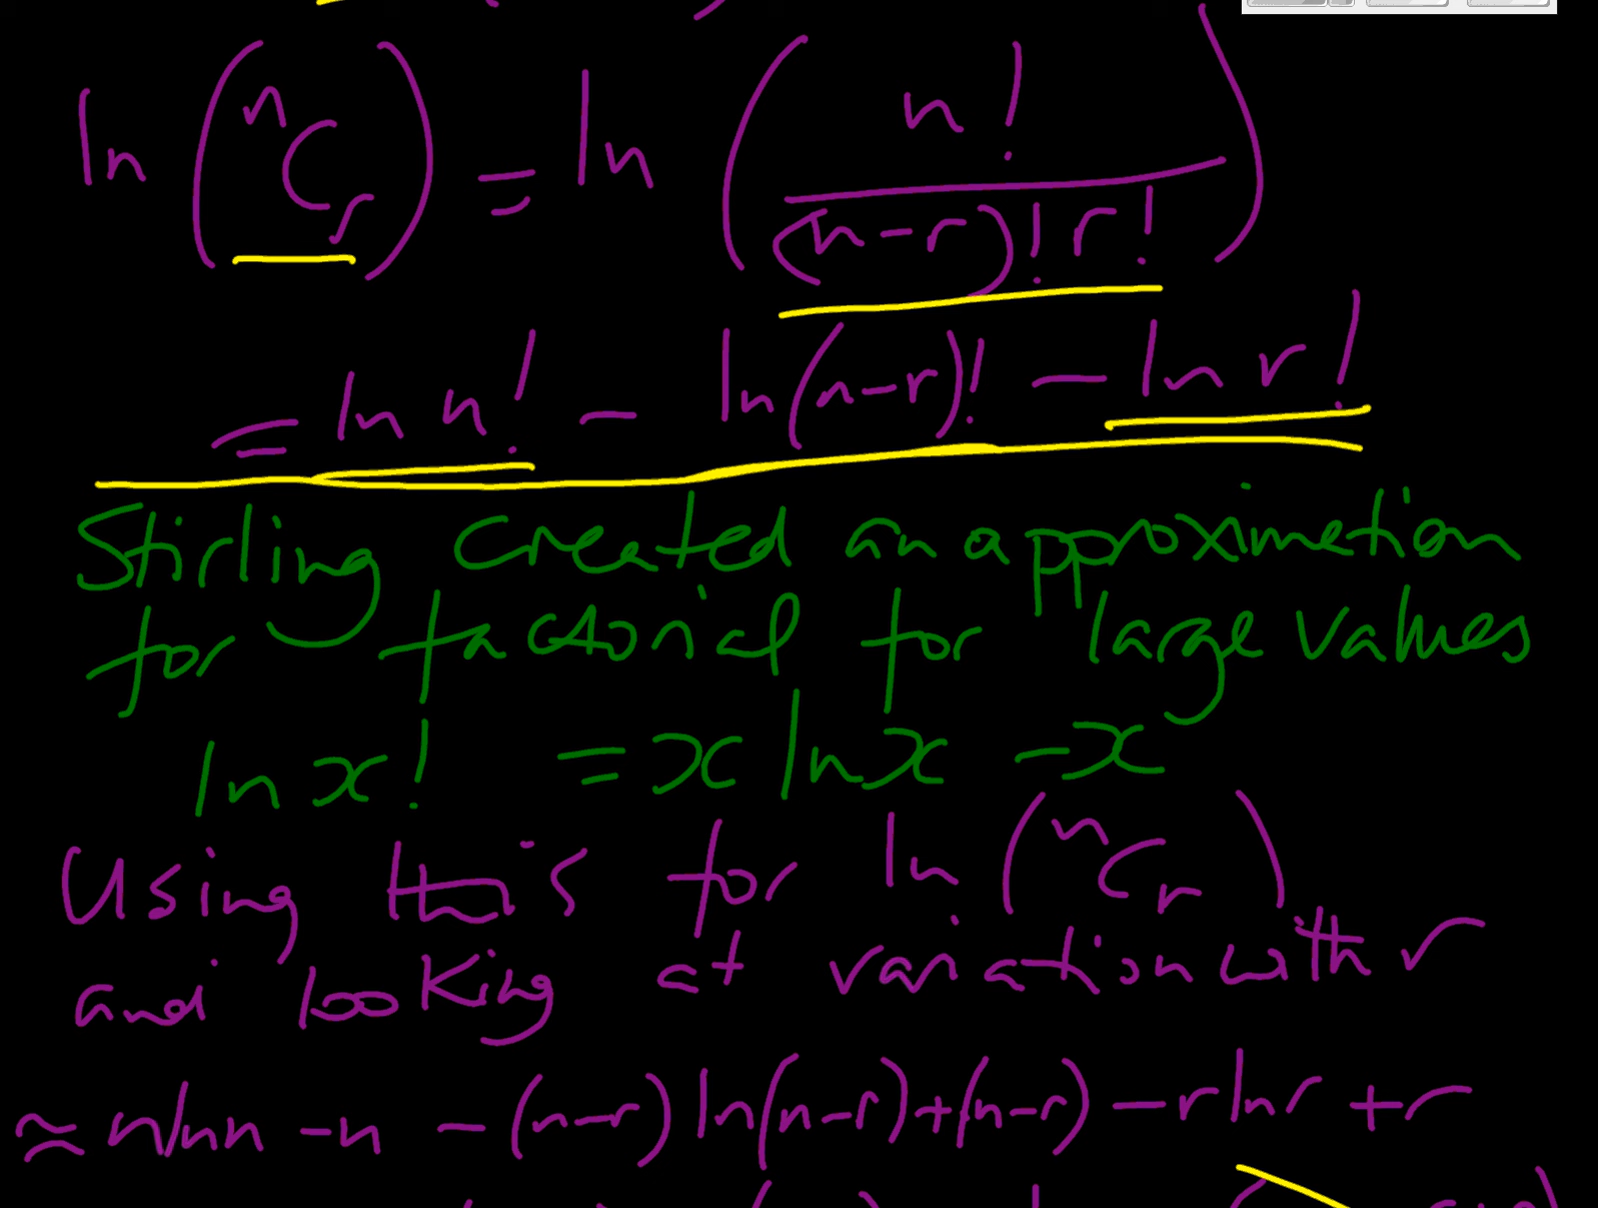 ln (ⁿCᵣ) = ln ( n! / (n-r)! r! )
= ln n! - ln(n-r)! - ln r!
Stirling created an approximation
for factorial for large values
ln x! = x ln x - x
Using this for ln (ⁿCᵣ)
and looking at variation with r
≈ n ln n - n - (n-r) ln(n-r) + (n-r) - r ln r + r